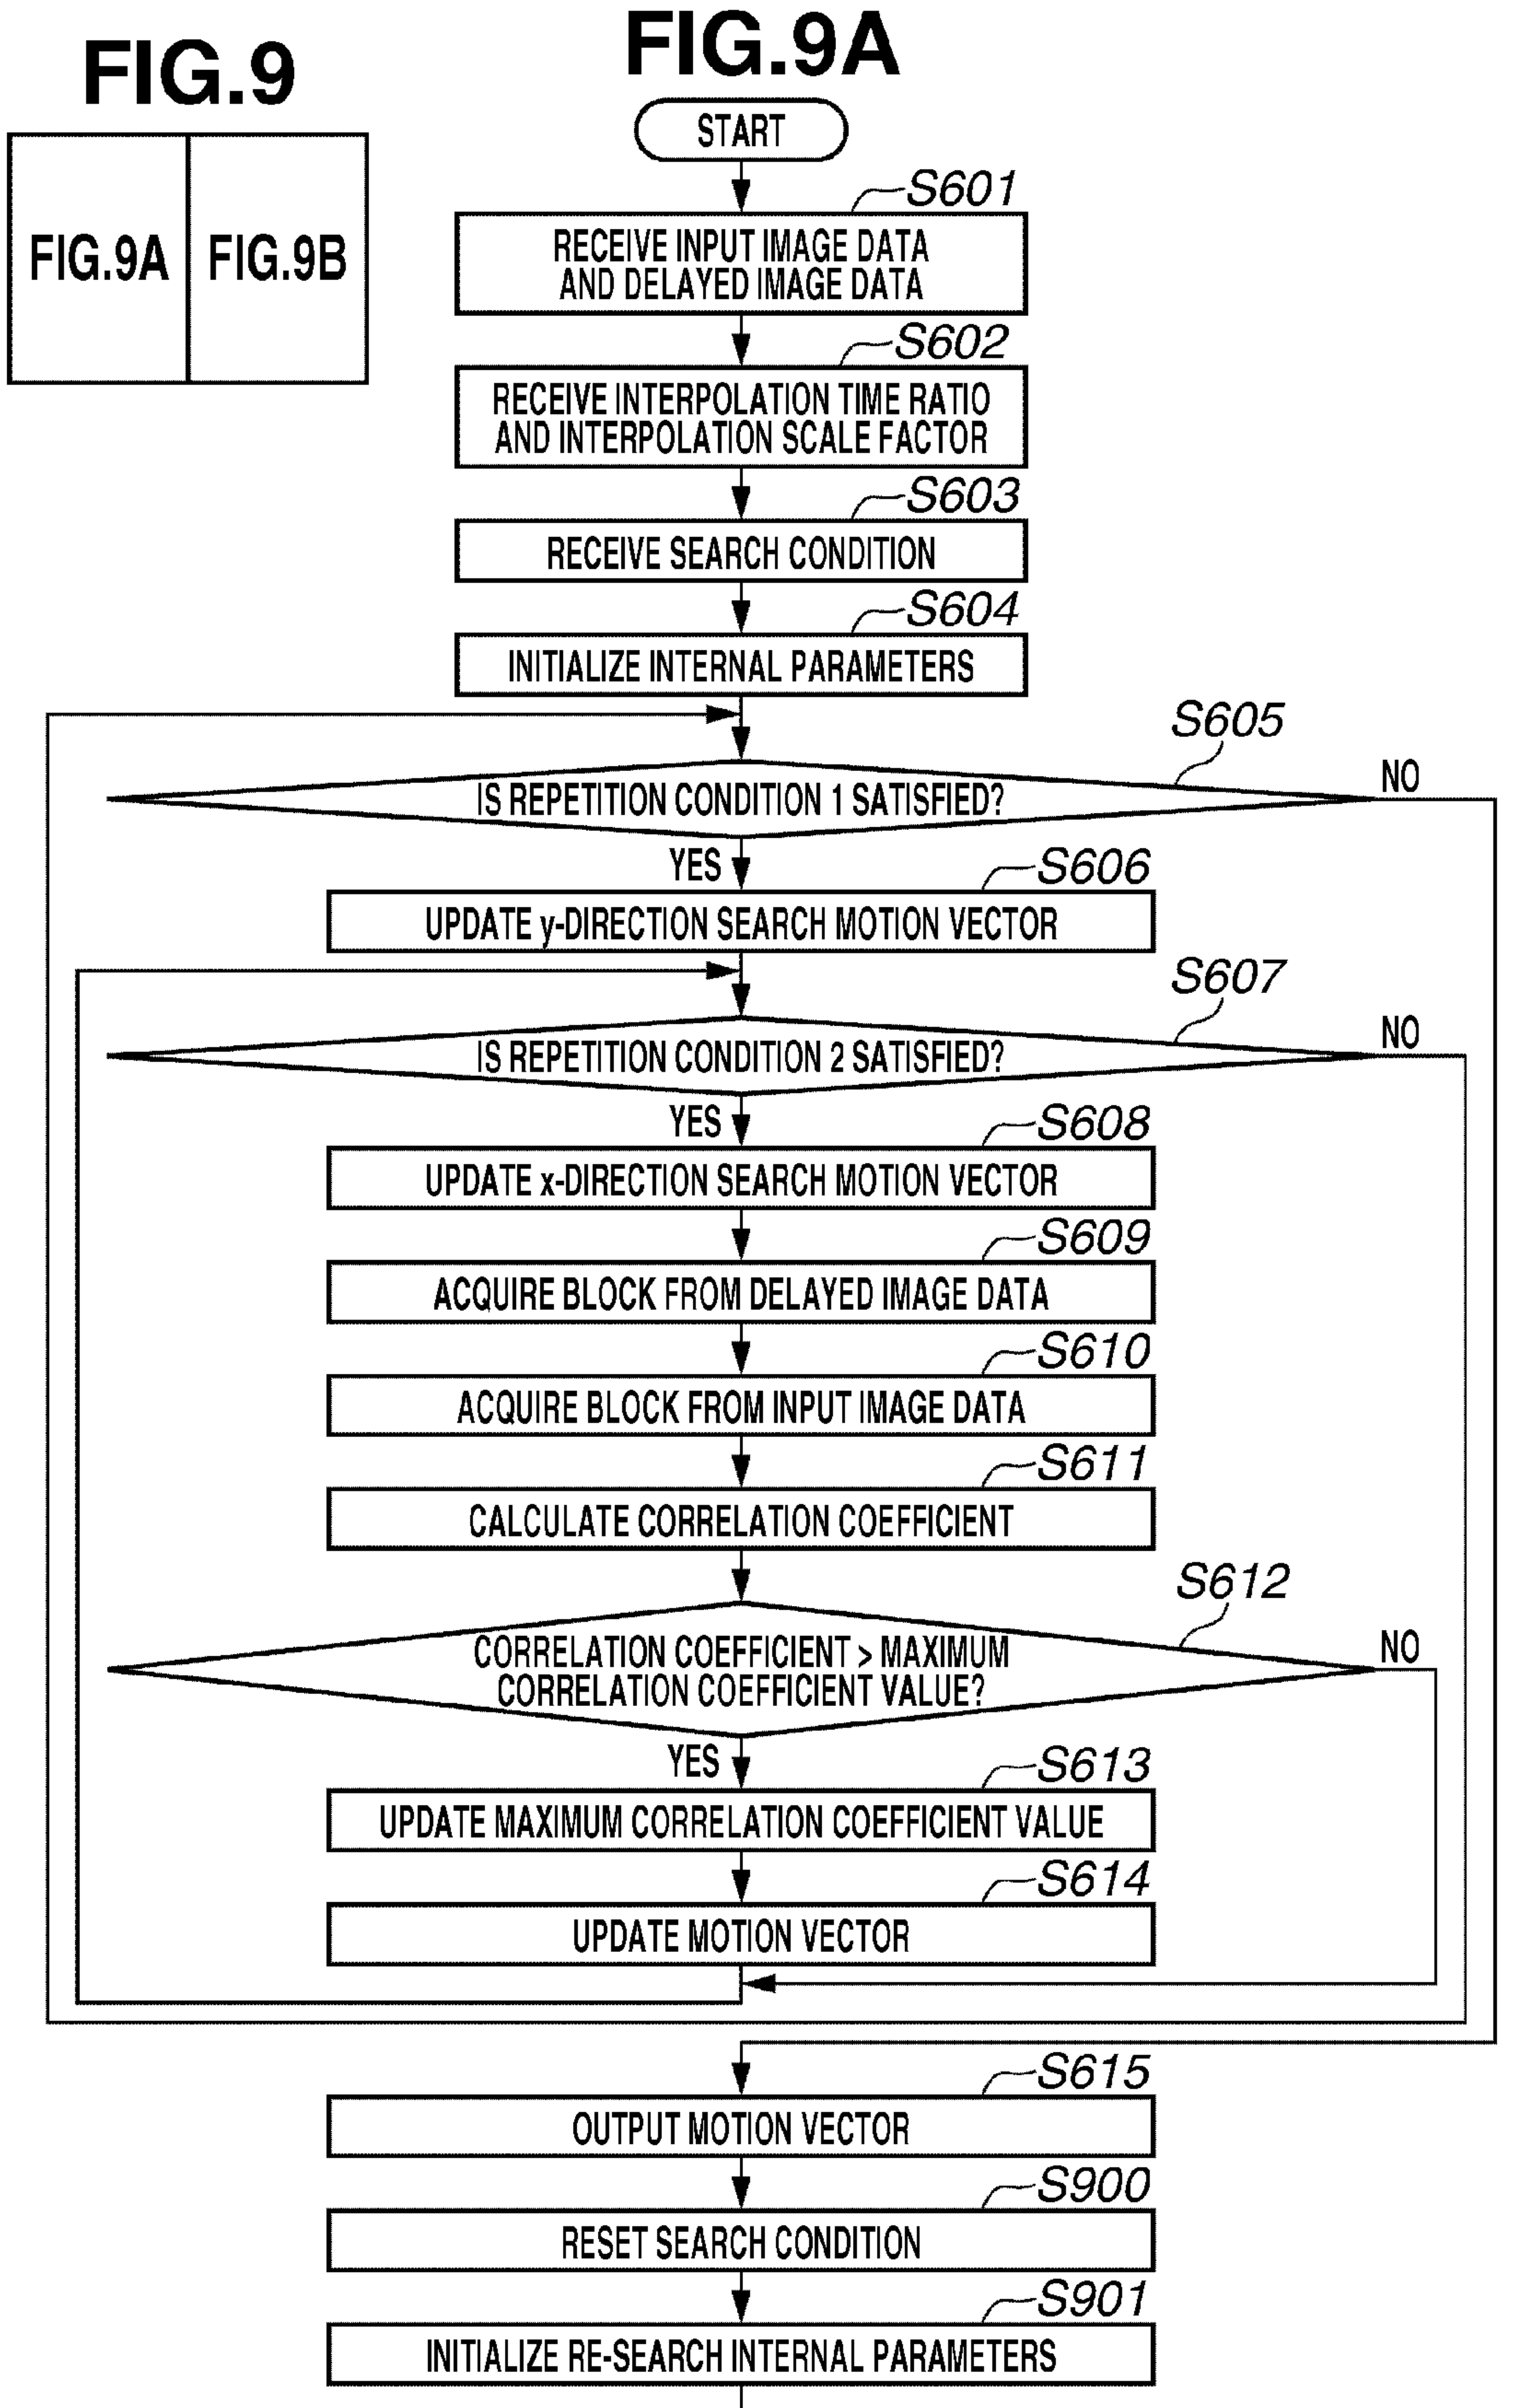 FIG.9
FIG.9A
FIG.9A
FIG.9B
START
S601
RECEIVE INPUT IMAGE DATA
AND DELAYED IMAGE DATA
S602
RECEIVE INTERPOLATION TIME RATIO
AND INTERPOLATION SCALE FACTOR
S603
RECEIVE SEARCH CONDITION
S604
INITIALIZE INTERNAL PARAMETERS
S605
IS REPETITION CONDITION 1 SATISFIED?
NO
YES
S606
UPDATE y-DIRECTION SEARCH MOTION VECTOR
S607
IS REPETITION CONDITION 2 SATISFIED?
NO
YES
S608
UPDATE x-DIRECTION SEARCH MOTION VECTOR
S609
ACQUIRE BLOCK FROM DELAYED IMAGE DATA
S610
ACQUIRE BLOCK FROM INPUT IMAGE DATA
S611
CALCULATE CORRELATION COEFFICIENT
S612
CORRELATION COEFFICIENT > MAXIMUM
CORRELATION COEFFICIENT VALUE?
NO
YES
S613
UPDATE MAXIMUM CORRELATION COEFFICIENT VALUE
S614
UPDATE MOTION VECTOR
S615
OUTPUT MOTION VECTOR
S900
RESET SEARCH CONDITION
S901
INITIALIZE RE-SEARCH INTERNAL PARAMETERS